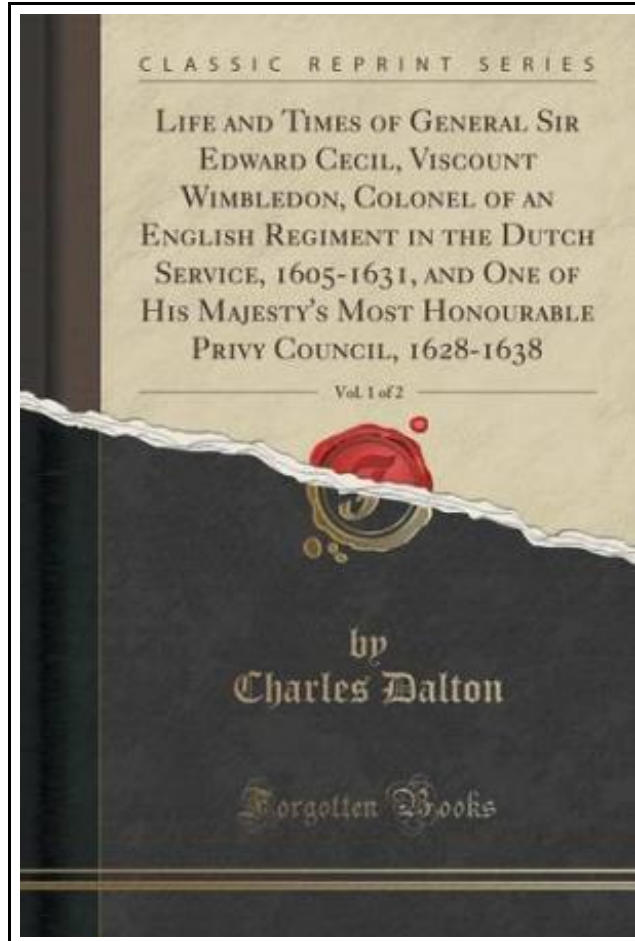 CLASSIC REPRINT SERIES
LIFE AND TIMES OF GENERAL SIR
EDWARD CECIL, VISCOUNT
WIMBLEDON, COLONEL OF AN
ENGLISH REGIMENT IN THE DUTCH
SERVICE, 1605-1631, AND ONE OF
HIS MAJESTY'S MOST HONOURABLE
PRIVY COUNCIL, 1628-1638
Vol. 1 of 2
by
Charles Dalton
Forgotten Books